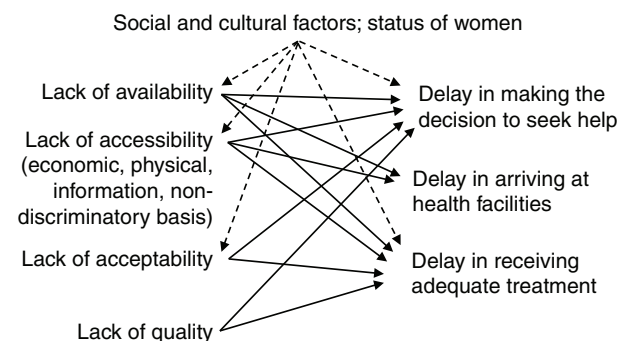 Social and cultural factors; status of women
Lack of availability
Lack of accessibility
(economic, physical,
information, non-
discriminatory basis)
Lack of acceptability
Lack of quality
Delay in making the
decision to seek help
Delay in arriving at
health facilities
Delay in receiving
adequate treatment